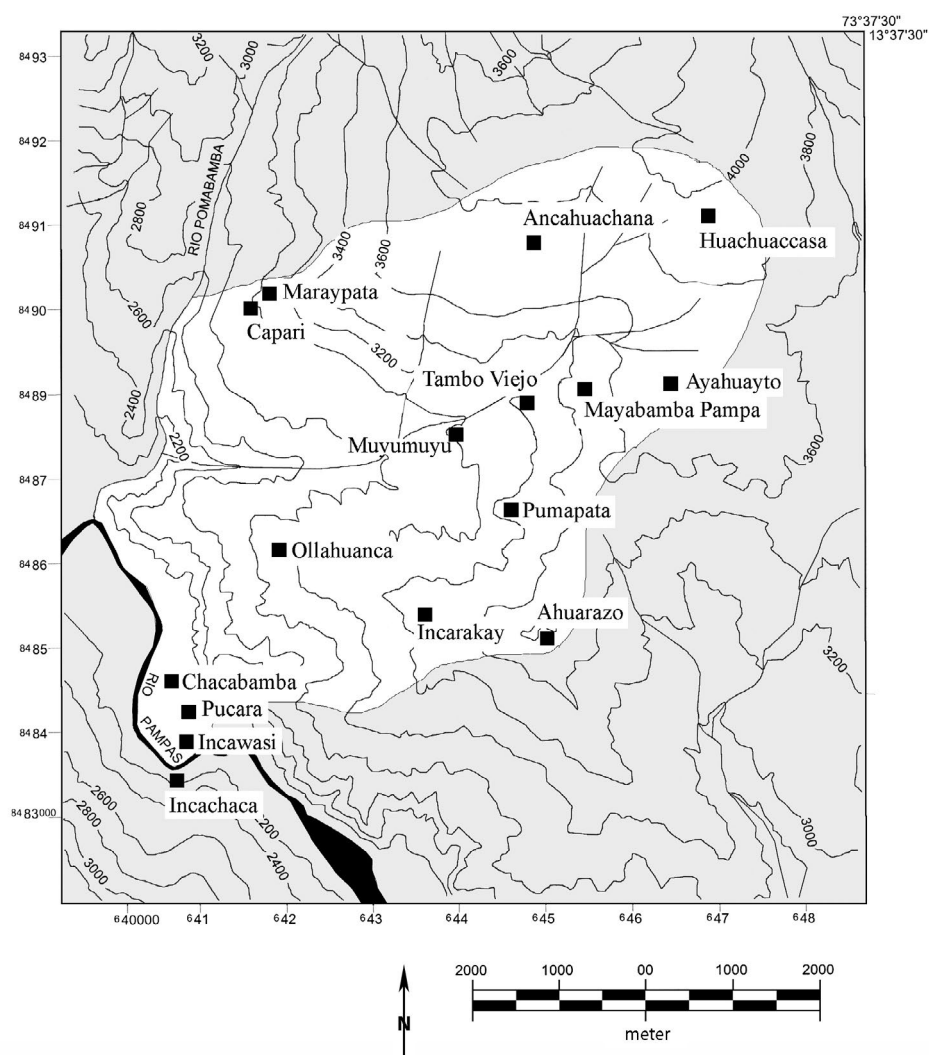 73°37'30"
13°37'30"
8493
3200
3000
3600
8492
4000
3800
RIO POMABAMBA
2800
Ancahuachana
8491
Huachuaccasa
3400
3600
2600
Maraypata
8490
Capari
3200
Tambo Viejo
Ayahuayto
2400
8489
Mayabamba Pampa
2200
Muyumuyu
3600
8487
Pumapata
Ollahuanca
8486
Incarakay
Ahuarazo
8485
3200
RIO
Chacabamba
Pucara
PAMPAS
8484
Incawasi
Incachaca
2600
200
8483000
2800
2400
3000
3000
640000
641
642
643
644
645
646
647
648
2000
1000
00
1000
2000
N
meter